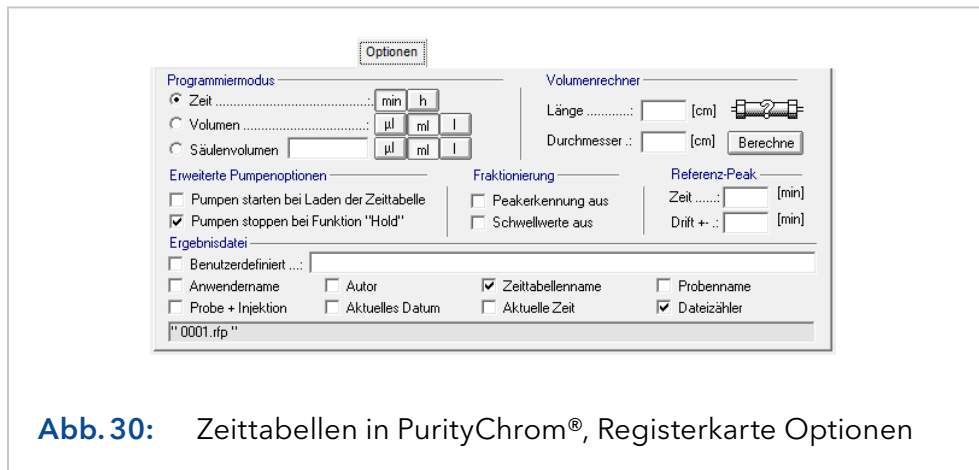 Optionen
Programmiermodus
Zeit ......................................: min h
Volumen ...............................: µl ml l
Säulenvolumen µl ml l
Volumenrechner
Länge ...........: [cm]
Durchmesser .: [cm] Berechne
Erweiterte Pumpenoptionen
Pumpen starten bei Laden der Zeittabelle
Pumpen stoppen bei Funktion "Hold"
Fraktionierung
Peakerkennung aus
Schwellwerte aus
Referenz-Peak
Zeit ......: [min]
Drift +- .: [min]
Ergebnisdatei
Benutzerdefiniert ...:
Anwendername Autor Zeittabellenname Probenname
Probe + Injektion Aktuelles Datum Aktuelle Zeit Dateizähler
" 0001.rfp "
Abb. 30: Zeittabellen in PurityChrom®, Registerkarte Optionen